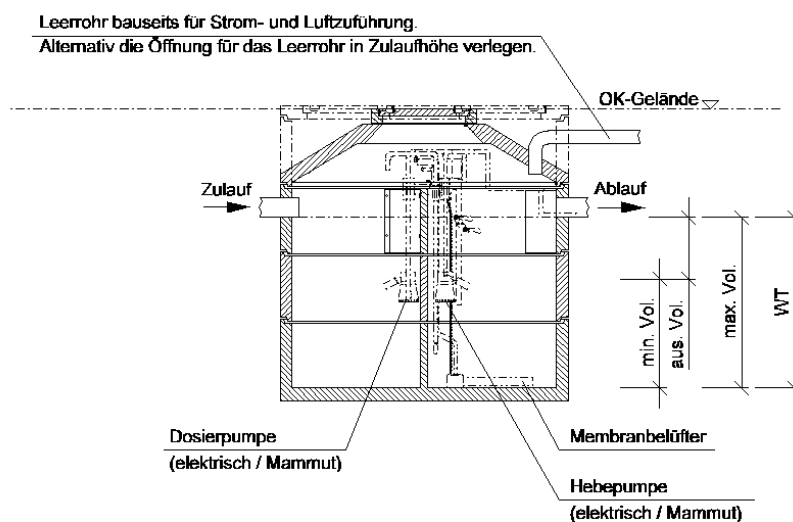 Leerrohr bauseits für Strom- und Luftzuführung.
Alternativ die Öffnung für das Leerrohr in Zulaufhöhe verlegen.
OK-Gelände
Zulauf
Ablauf
min. Vol.
aus. Vol.
max. Vol.
WT
Dosierpumpe
(elektrisch / Mammut)
Membranbelüfter
Hebepumpe
(elektrisch / Mammut)